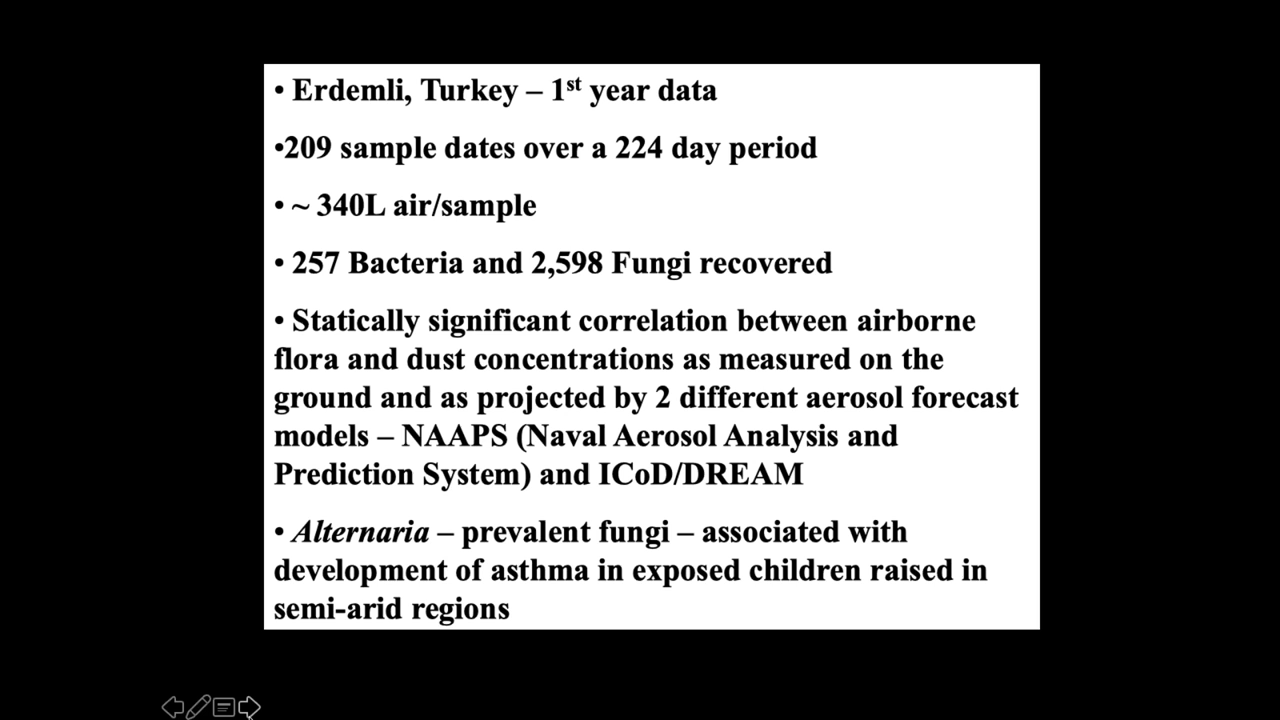 • Erdemli, Turkey – 1st year data
•209 sample dates over a 224 day period
• ~ 340L air/sample
• 257 Bacteria and 2,598 Fungi recovered
• Statically significant correlation between airborne
flora and dust concentrations as measured on the
ground and as projected by 2 different aerosol forecast
models – NAAPS (Naval Aerosol Analysis and
Prediction System) and ICoD/DREAM
• Alternaria – prevalent fungi – associated with
development of asthma in exposed children raised in
semi-arid regions